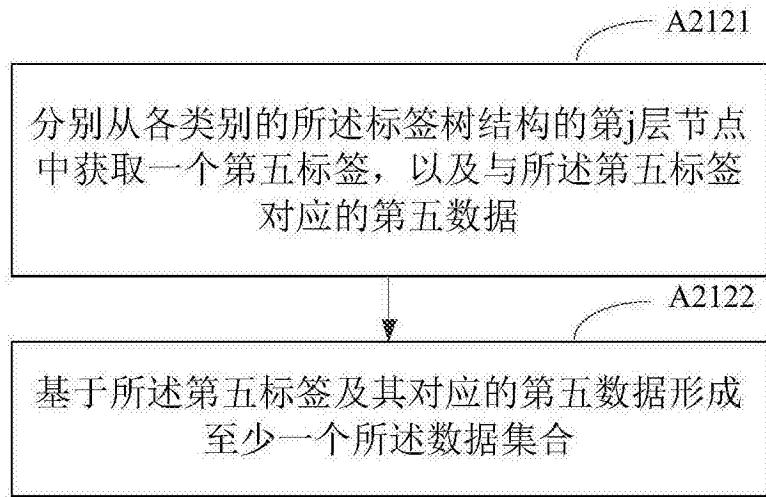 A2121
分别从各类别的所述标签树结构的第j层节点
中获取一个第五标签，以及与所述第五标签
对应的第五数据
A2122
基于所述第五标签及其对应的第五数据形成
至少一个所述数据集合